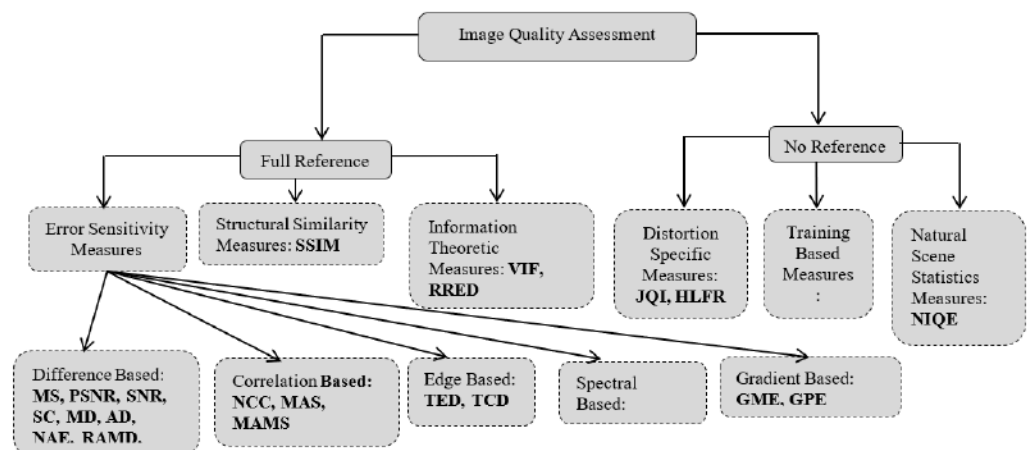 Image Quality Assessment
Full Reference
No Reference
Error Sensitivity
Measures
Structural Similarity
Measures: SSIM
Information
Theoretic
Measures: VIF,
RRED
Distortion
Specific
Measures:
JQI, HLFR
Training
Based
Measures
:
Natural
Scene
Statistics
Measures:
NIQE
Difference Based:
MS, PSNR, SNR,
SC, MD, AD,
NAE, RAMD,
Correlation Based:
NCC, MAS,
MAMS
Edge Based:
TED, TCD
Spectral
Based:
Gradient Based:
GME, GPE